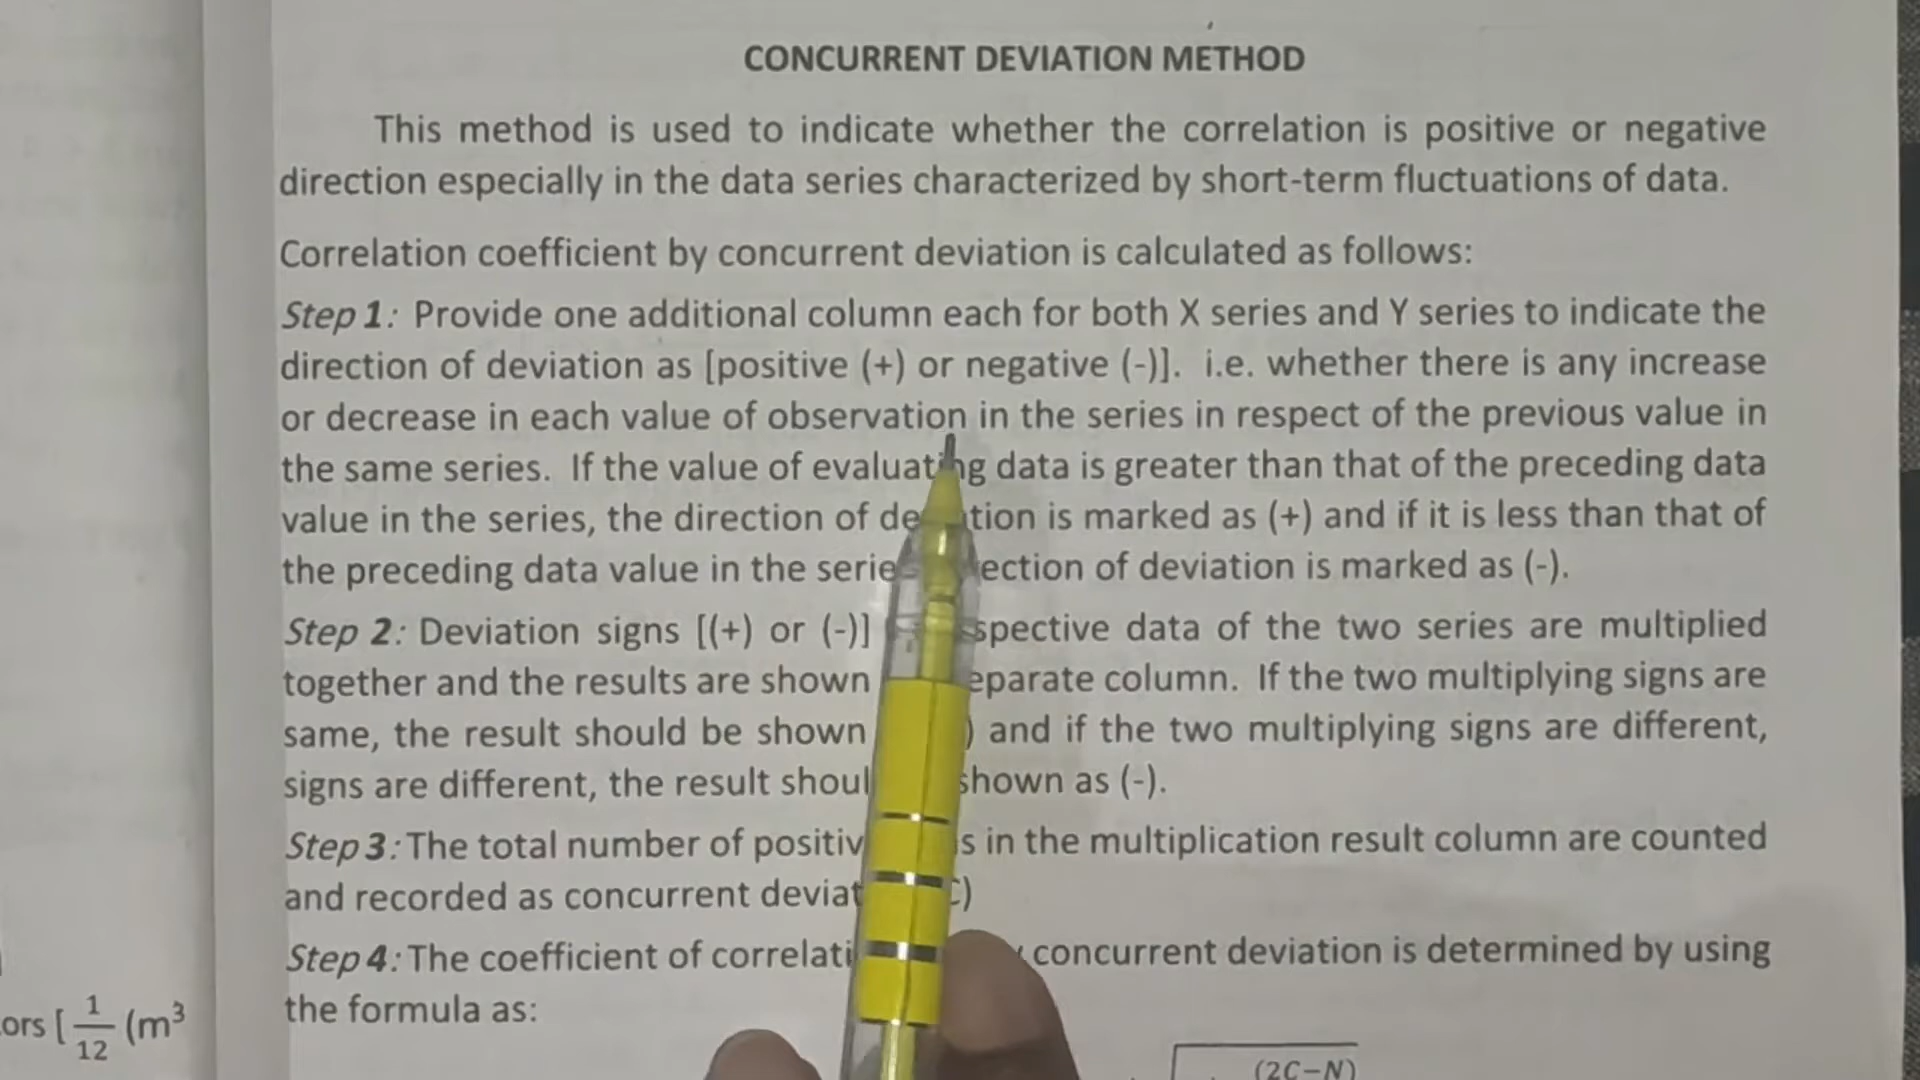 CONCURRENT DEVIATION METHOD
This method is used to indicate whether the correlation is positive or negative
direction especially in the data series characterized by short-term fluctuations of data.
Correlation coefficient by concurrent deviation is calculated as follows:
Step 1: Provide one additional column each for both X series and Y series to indicate the
direction of deviation as [positive (+) or negative (-)]. i.e. whether there is any increase
or decrease in each value of observation in the series in respect of the previous value in
the same series. If the value of evaluating data is greater than that of the preceding data
value in the series, the direction of deviation is marked as (+) and if it is less than that of
the preceding data value in the serie ection of deviation is marked as (-).
Step 2: Deviation signs [(+) or (-)] spective data of the two series are multiplied
together and the results are shown eparate column. If the two multiplying signs are
same, the result should be shown ) and if the two multiplying signs are different,
signs are different, the result shoul shown as (-).
Step 3: The total number of positiv s in the multiplication result column are counted
and recorded as concurrent deviat C)
Step 4: The coefficient of correlati concurrent deviation is determined by using
the formula as:
ors [ 1/12 (m³
(2C−N)